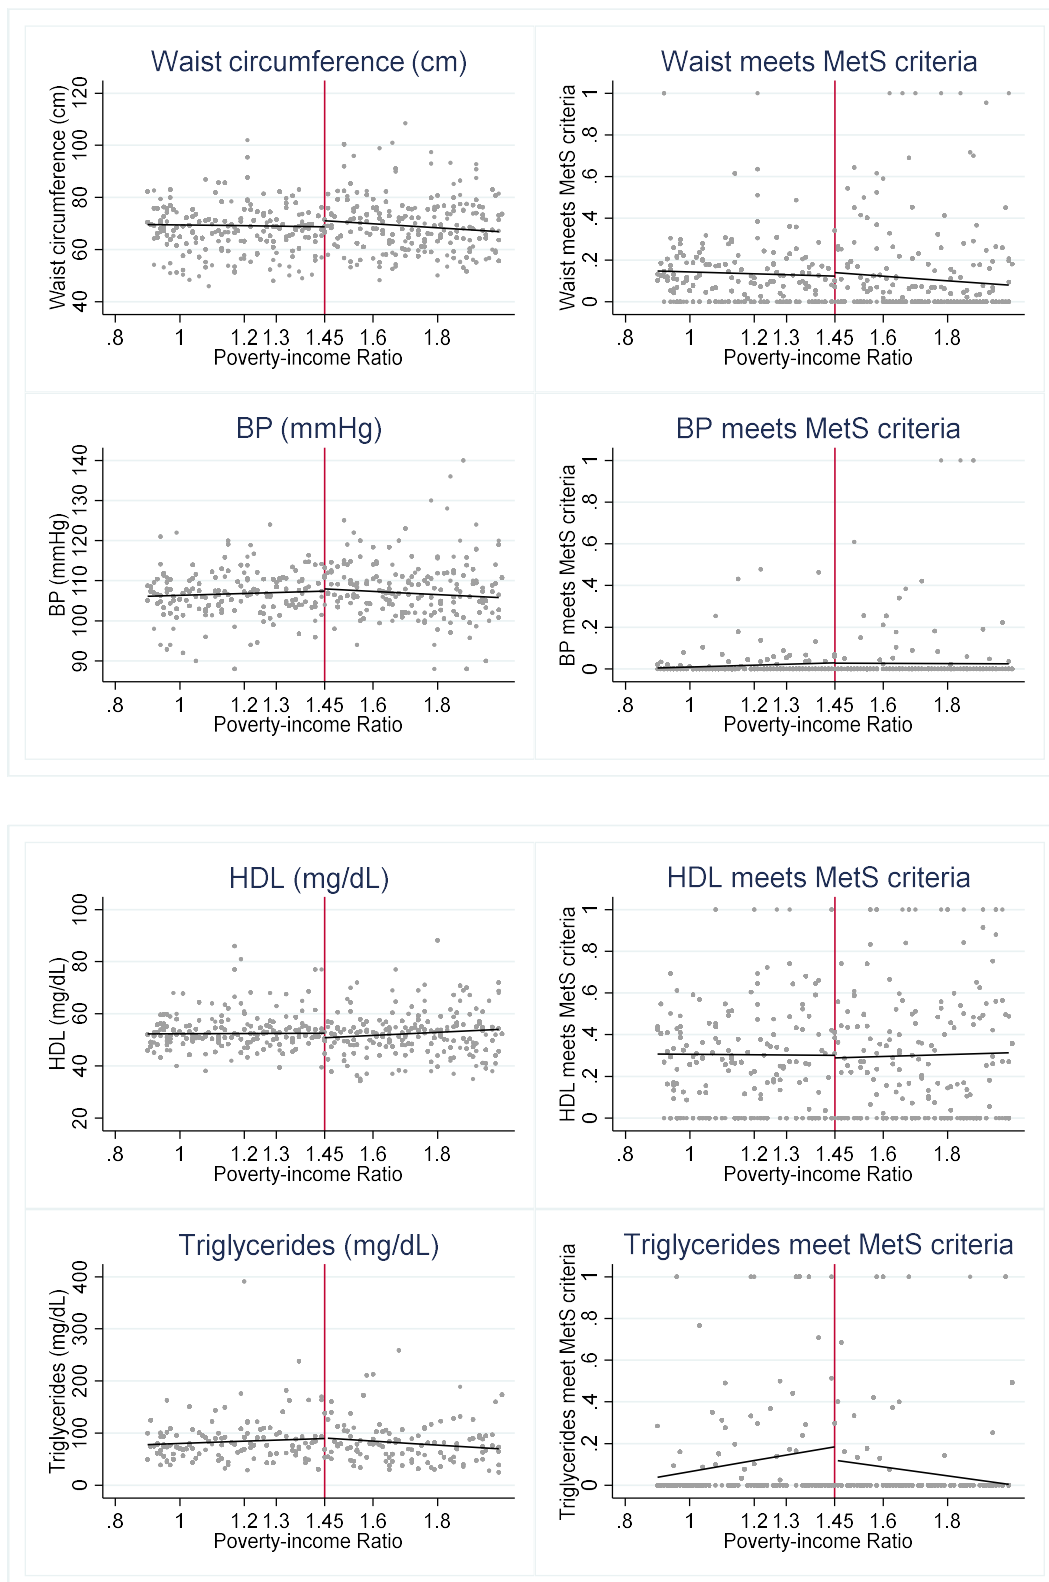 Waist circumference (cm)
Waist circumference (cm)
120
100
80
60
40
.8 1 1.2 1.3 1.45 1.6 1.8
Poverty-income Ratio
Waist meets MetS criteria
Waist meets MetS criteria
1
.8
.6
.4
.2
0
.8 1 1.2 1.3 1.45 1.6 1.8
Poverty-income Ratio
BP (mmHg)
BP (mmHg)
140
130
120
110
100
90
.8 1 1.2 1.3 1.45 1.6 1.8
Poverty-income Ratio
BP meets MetS criteria
BP meets MetS criteria
1
.8
.6
.4
.2
0
.8 1 1.2 1.3 1.45 1.6 1.8
Poverty-income Ratio
HDL (mg/dL)
HDL (mg/dL)
100
80
60
40
20
.8 1 1.2 1.3 1.45 1.6 1.8
Poverty-income Ratio
HDL meets MetS criteria
HDL meets MetS criteria
1
.8
.6
.4
.2
0
.8 1 1.2 1.3 1.45 1.6 1.8
Poverty-income Ratio
Triglycerides (mg/dL)
Triglycerides (mg/dL)
400
300
200
100
0
.8 1 1.2 1.3 1.45 1.6 1.8
Poverty-income Ratio
Triglycerides meet MetS criteria
Triglycerides meet MetS criteria
1
.8
.6
.4
.2
0
.8 1 1.2 1.3 1.45 1.6 1.8
Poverty-income Ratio